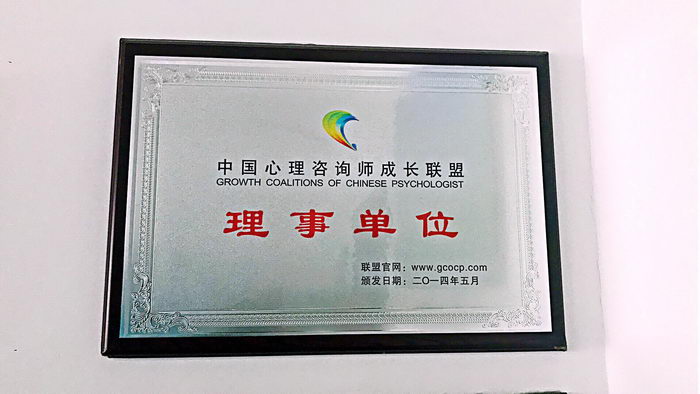 中国心理咨询师成长联盟
GROWTH COALITIONS OF CHINESE PSYCHOLOGIST
理事单位
联盟官网：www.gcocp.com
颁发日期：二〇一四年五月